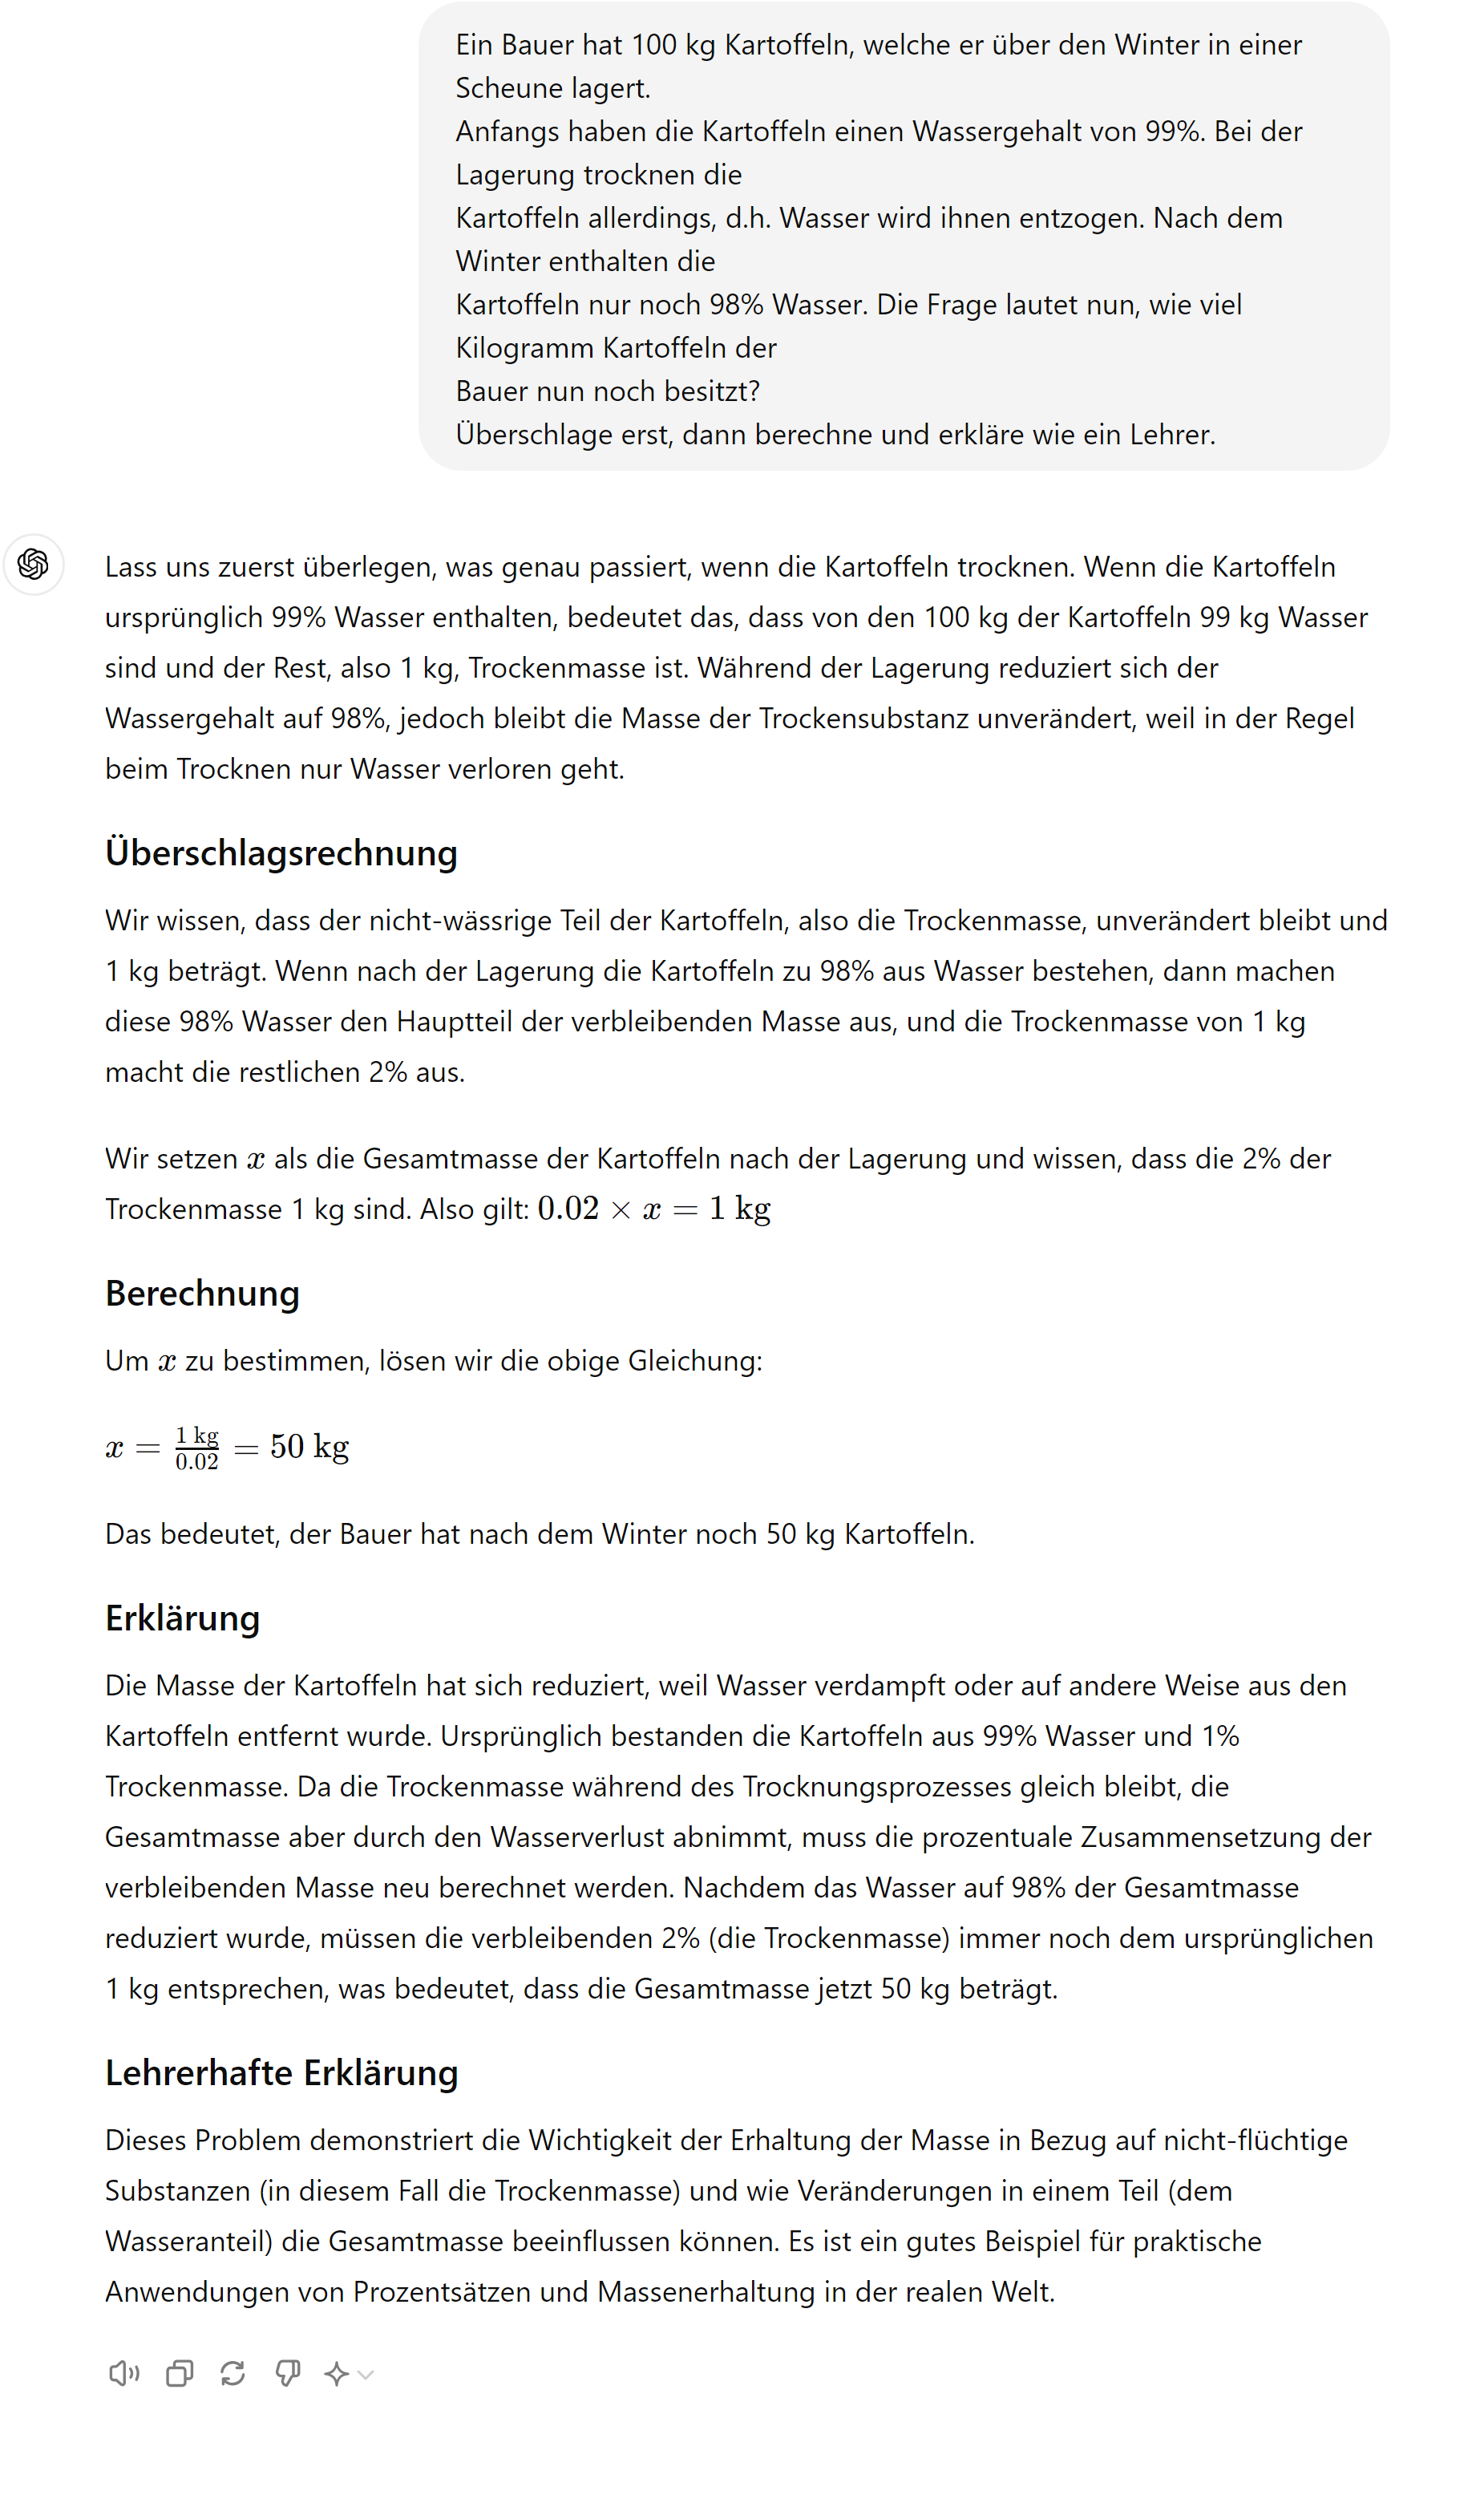 Ein Bauer hat 100 kg Kartoffeln, welche er über den Winter in einer
Scheune lagert.
Anfangs haben die Kartoffeln einen Wassergehalt von 99%. Bei der
Lagerung trocknen die
Kartoffeln allerdings, d.h. Wasser wird ihnen entzogen. Nach dem
Winter enthalten die
Kartoffeln nur noch 98% Wasser. Die Frage lautet nun, wie viel
Kilogramm Kartoffeln der
Bauer nun noch besitzt?
Überschlage erst, dann berechne und erkläre wie ein Lehrer.
Lass uns zuerst überlegen, was genau passiert, wenn die Kartoffeln trocknen. Wenn die Kartoffeln
ursprünglich 99% Wasser enthalten, bedeutet das, dass von den 100 kg der Kartoffeln 99 kg Wasser
sind und der Rest, also 1 kg, Trockenmasse ist. Während der Lagerung reduziert sich der
Wassergehalt auf 98%, jedoch bleibt die Masse der Trockensubstanz unverändert, weil in der Regel
beim Trocknen nur Wasser verloren geht.
Überschlagsrechnung
Wir wissen, dass der nicht-wässrige Teil der Kartoffeln, also die Trockenmasse, unverändert bleibt und
1 kg beträgt. Wenn nach der Lagerung die Kartoffeln zu 98% aus Wasser bestehen, dann machen
diese 98% Wasser den Hauptteil der verbleibenden Masse aus, und die Trockenmasse von 1 kg
macht die restlichen 2% aus.
Wir setzen x als die Gesamtmasse der Kartoffeln nach der Lagerung und wissen, dass die 2% der
Trockenmasse 1 kg sind. Also gilt: 0.02 × x = 1 kg
Berechnung
Um x zu bestimmen, lösen wir die obige Gleichung:
x = 1 kg / 0.02 = 50 kg
Das bedeutet, der Bauer hat nach dem Winter noch 50 kg Kartoffeln.
Erklärung
Die Masse der Kartoffeln hat sich reduziert, weil Wasser verdampft oder auf andere Weise aus den
Kartoffeln entfernt wurde. Ursprünglich bestanden die Kartoffeln aus 99% Wasser und 1%
Trockenmasse. Da die Trockenmasse während des Trocknungsprozesses gleich bleibt, die
Gesamtmasse aber durch den Wasserverlust abnimmt, muss die prozentuale Zusammensetzung der
verbleibenden Masse neu berechnet werden. Nachdem das Wasser auf 98% der Gesamtmasse
reduziert wurde, müssen die verbleibenden 2% (die Trockenmasse) immer noch dem ursprünglichen
1 kg entsprechen, was bedeutet, dass die Gesamtmasse jetzt 50 kg beträgt.
Lehrerhafte Erklärung
Dieses Problem demonstriert die Wichtigkeit der Erhaltung der Masse in Bezug auf nicht-flüchtige
Substanzen (in diesem Fall die Trockenmasse) und wie Veränderungen in einem Teil (dem
Wasseranteil) die Gesamtmasse beeinflussen können. Es ist ein gutes Beispiel für praktische
Anwendungen von Prozentsätzen und Massenerhaltung in der realen Welt.